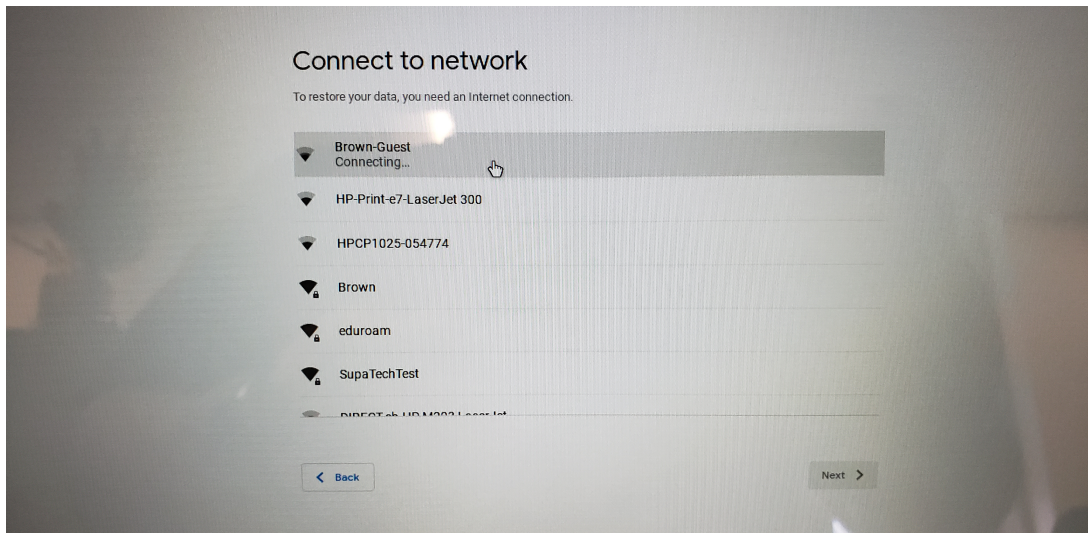 Connect to network
To restore your data, you need an Internet connection.
Brown-Guest
Connecting...
HP-Print-e7-LaserJet 300
HPCP1025-054774
Brown
eduroam
SupaTechTest
LaserJet
Back
Next